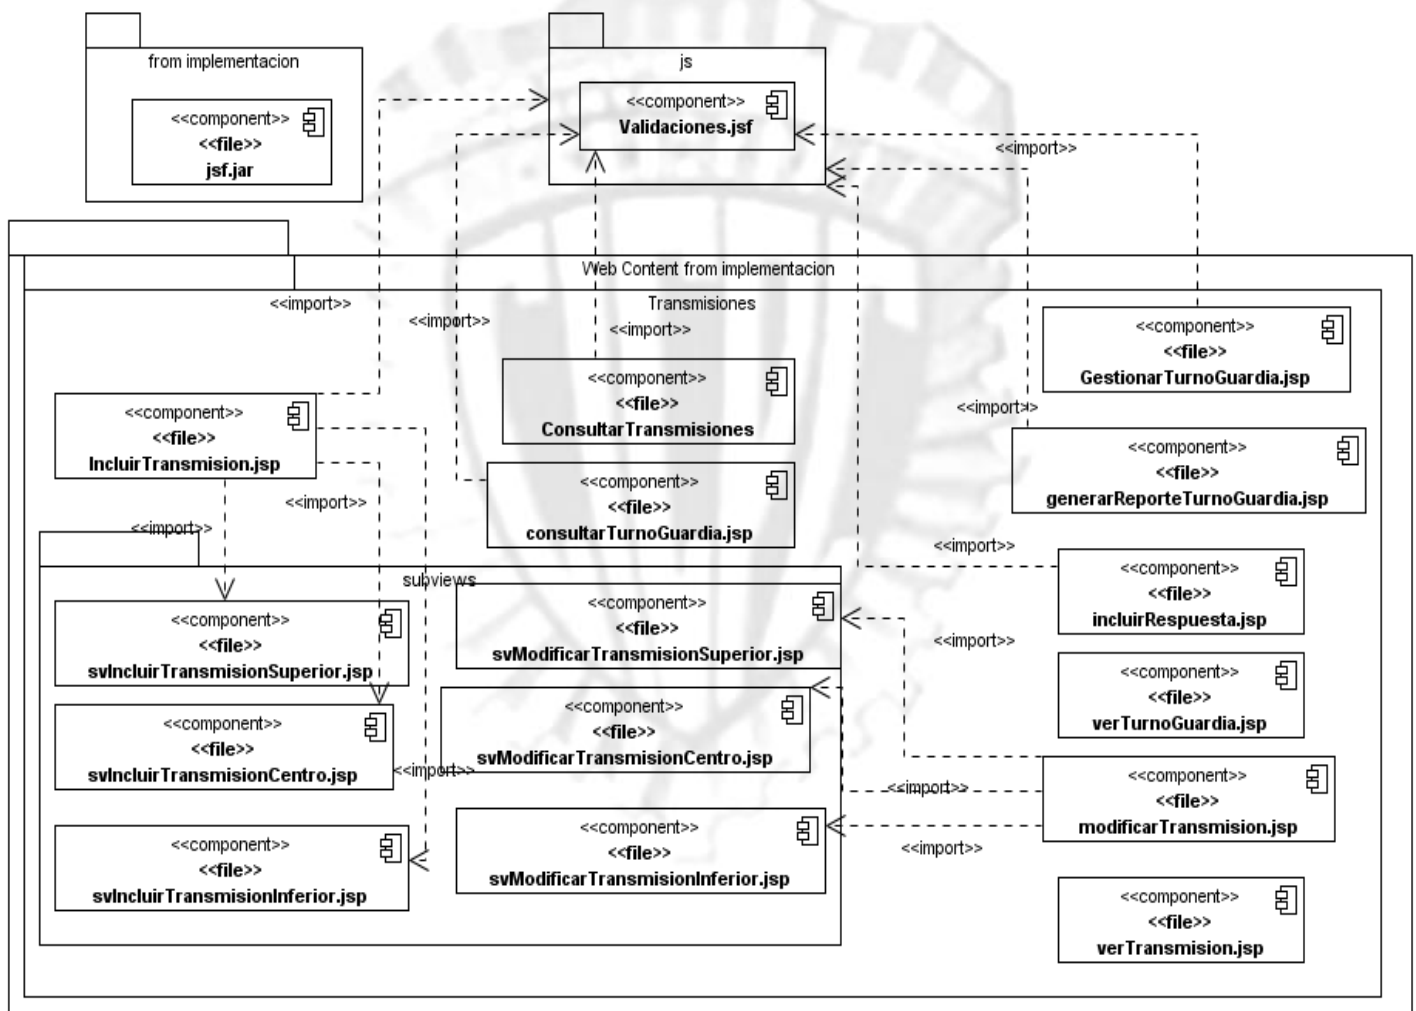 from implementacion
<<component>>
<<file>>
jsf.jar
js
<<component>>
Validaciones.jsf
<<import>>
Web Content from implementacion
Transmisiones
<<import>>
<<import>>
<<import>>
<<component>>
<<file>>
GestionarTurnoGuardia.jsp
<<component>>
<<file>>
IncluirTransmision.jsp
<<component>>
<<file>>
ConsultarTransmisiones
<<import>>
<<component>>
<<file>>
generarReporteTurnoGuardia.jsp
<<component>>
<<file>>
consultarTurnoGuardia.jsp
<<import>>
<<import>>
<<import>>
<<component>>
<<file>>
incluirRespuesta.jsp
subviews
<<component>>
<<file>>
svIncluirTransmisionSuperior.jsp
<<component>>
<<file>>
svModificarTransmisionSuperior.jsp
<<import>>
<<component>>
<<file>>
verTurnoGuardia.jsp
<<component>>
<<file>>
svIncluirTransmisionCentro.jsp
<<import>>
<<component>>
<<file>>
svModificarTransmisionCentro.jsp
<<import>>
<<component>>
<<file>>
modificarTransmision.jsp
<<component>>
<<file>>
svIncluirTransmisionInferior.jsp
<<component>>
<<file>>
svModificarTransmisionInferior.jsp
<<import>>
<<component>>
<<file>>
verTransmision.jsp